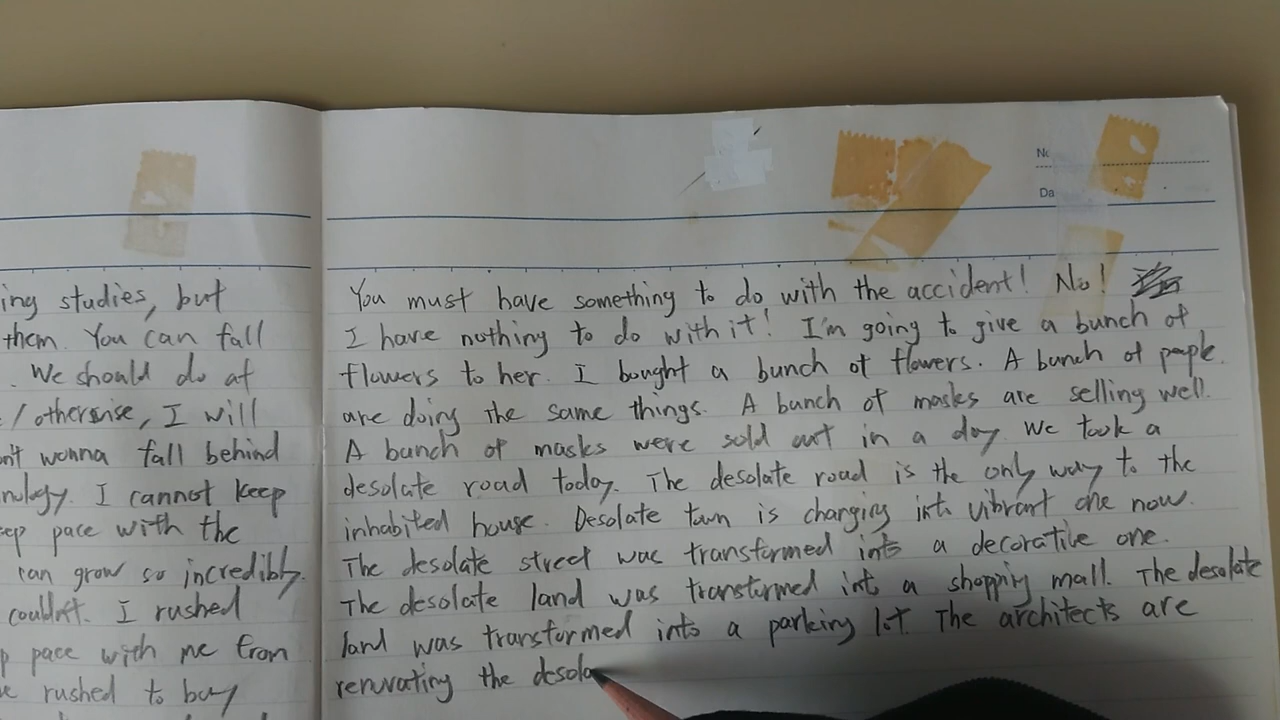 ing studies, but
them. You can fall
. We should do at
/ otherwise, I will
n't wanna fall behind
nology. I cannot keep
eep pace with the
can grow so incredibly.
couldn't. I rushed
p pace with me from
e rushed to buy
No
Da
You must have something to do with the accident! No!
I have nothing to do with it! I'm going to give a bunch of
flowers to her. I bought a bunch of flowers. A bunch of people
are doing the same things. A bunch of masks are selling well.
A bunch of masks were sold out in a day. We took a
desolate road today. The desolate road is the only way to the
inhabited house. Desolate town is changing into vibrant one now.
The desolate street was transformed into a decorative one.
The desolate land was transformed into a shopping mall. The desolate
land was transformed into a parking lot. The architects are
renovating the desola